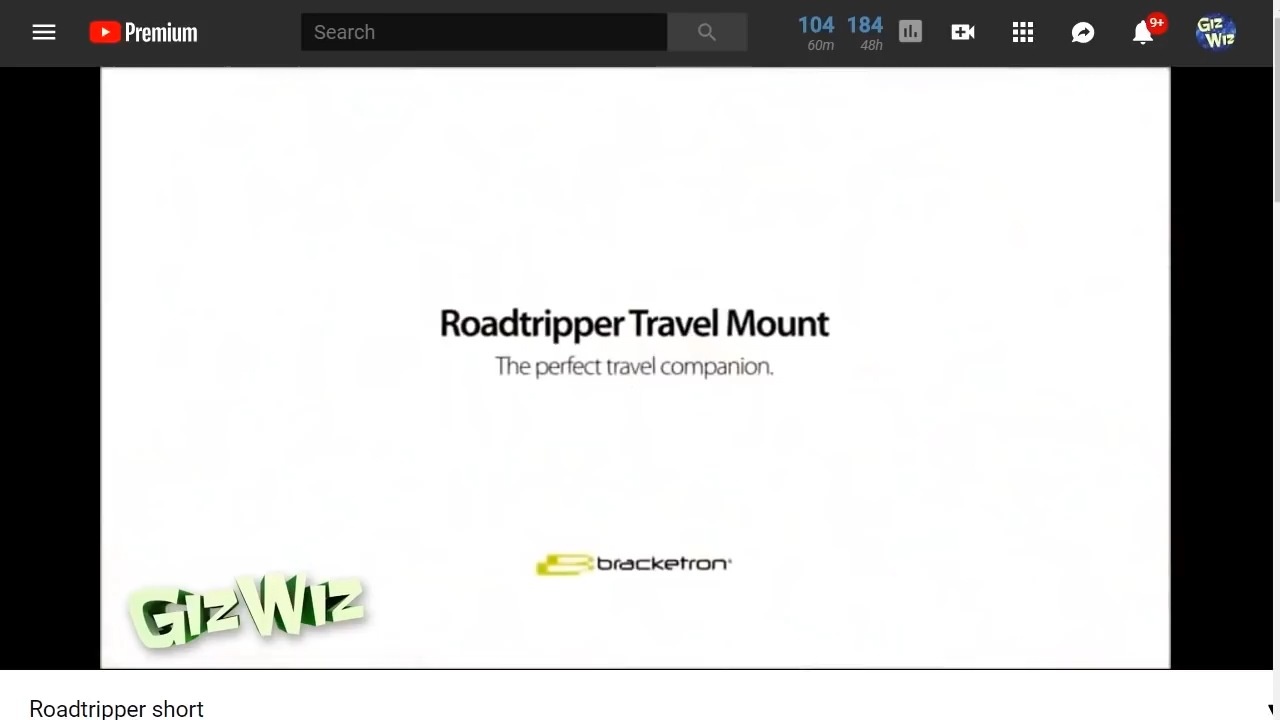 Premium
Search
104 184
60m 48h
9+
Giz
Wiz
Roadtripper Travel Mount
The perfect travel companion.
bracketron®
GizWiz
Roadtripper short